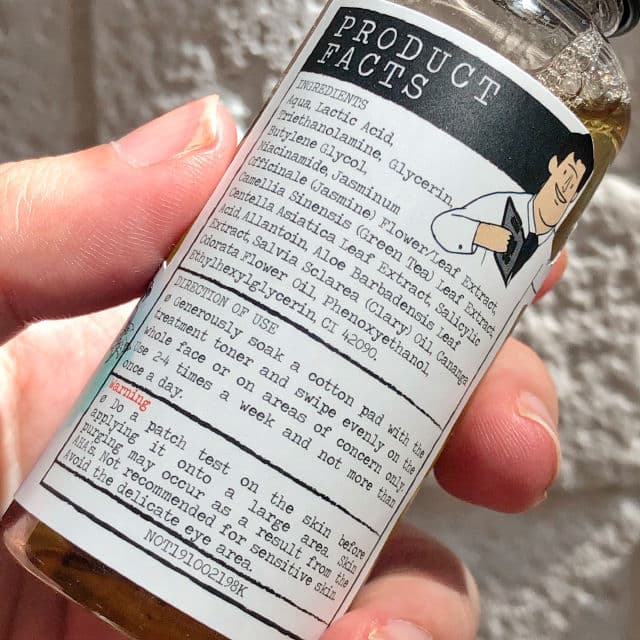 PRODUCT
FACTS
INGREDIENTS
Aqua, Lactic Acid,
Triethanolamine, Glycerin,
Butylene Glycol,
Niacinamide, Jasminum
Officinale (Jasmine) Flower/Leaf Extract,
Camellia Sinensis (Green Tea) Leaf Extract,
Centella Asiatica Leaf Extract, Salicylic
Acid, Allantoin, Aloe Barbadensis Leaf
Extract, Salvia Sclarea (Clary) Oil, Cananga
Odorata Flower Oil, Phenoxyethanol,
Ethylhexylglycerin, CI 42090.
DIRECTION OF USE
Generously soak a cotton pad with the
treatment toner and swipe evenly on the
whole face or on areas of concern only.
Use 2-4 times a week and not more than
once a day.
Warning
Do a patch test on the skin before
applying it onto a large area. Skin
purging may occur as a result from the
AHAs. Not recommended for sensitive skin.
Avoid the delicate eye area.
NOT191002198K